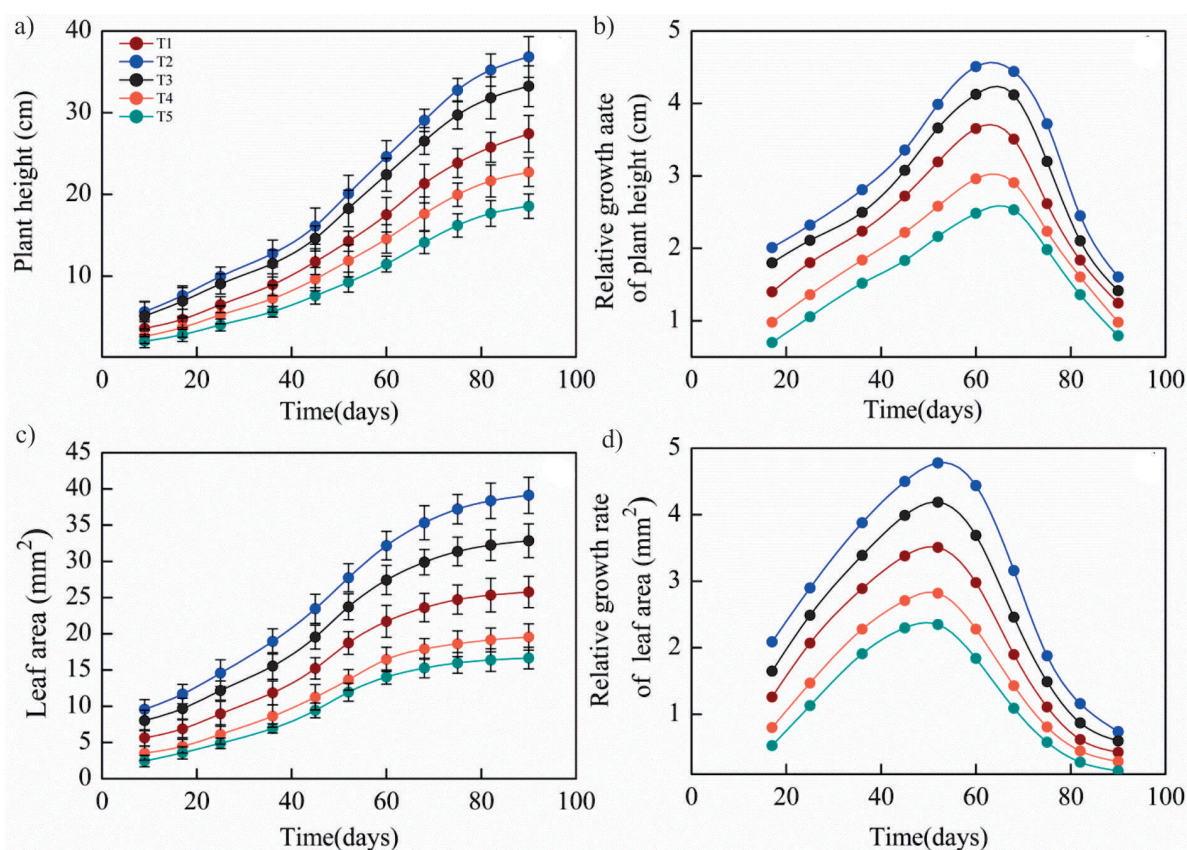 a)
40
30
20
10
Plant height (cm)
T1
T2
T3
T4
T5
0 20 40 60 80 100
Time(days)
b)
5
4
3
2
1
Relative growth aate
of plant height (cm)
0 20 40 60 80 100
Time(days)
c)
45
40
35
30
25
20
15
10
5
0
Leaf area (mm²)
0 20 40 60 80 100
Time(days)
d)
5
4
3
2
1
Relative growth rate
of leaf area (mm²)
0 20 40 60 80 100
Time(days)